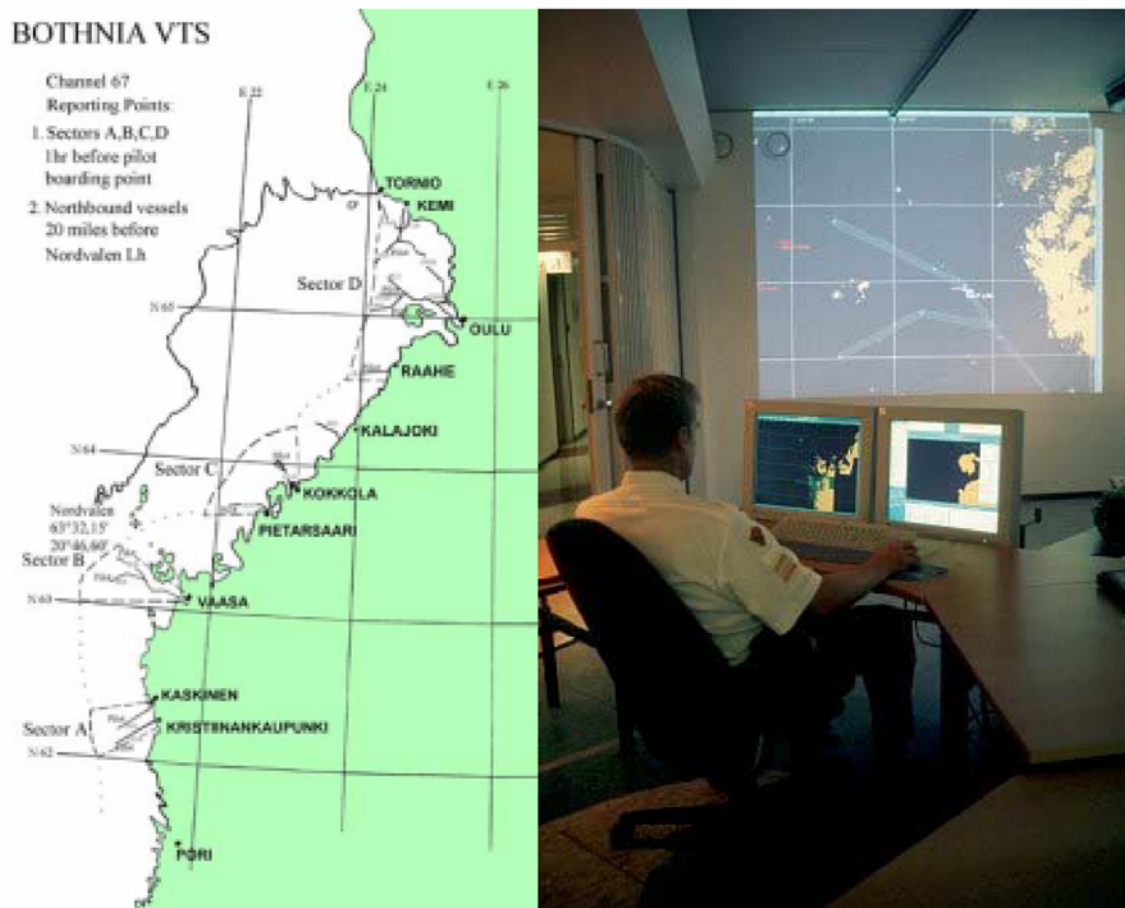 BOTHNIA VTS
Channel 67
Reporting Points:
1. Sectors A,B,C,D
1hr before pilot
boarding point
2. Northbound vessels
20 miles before
Nordvalen Lh
E 22
E 24
E 26
TORNIO
KEMI
Sector D
N 65
OULU
RAAHE
KALAJOKI
N 64
Sector C
KOKKOLA
Nordvalen
63°32,15'
20°46,60'
PIETARSAARI
Sector B
N 63
VAASA
KASKINEN
Sector A
KRISTIINANKAUPUNKI
N 62
PORI